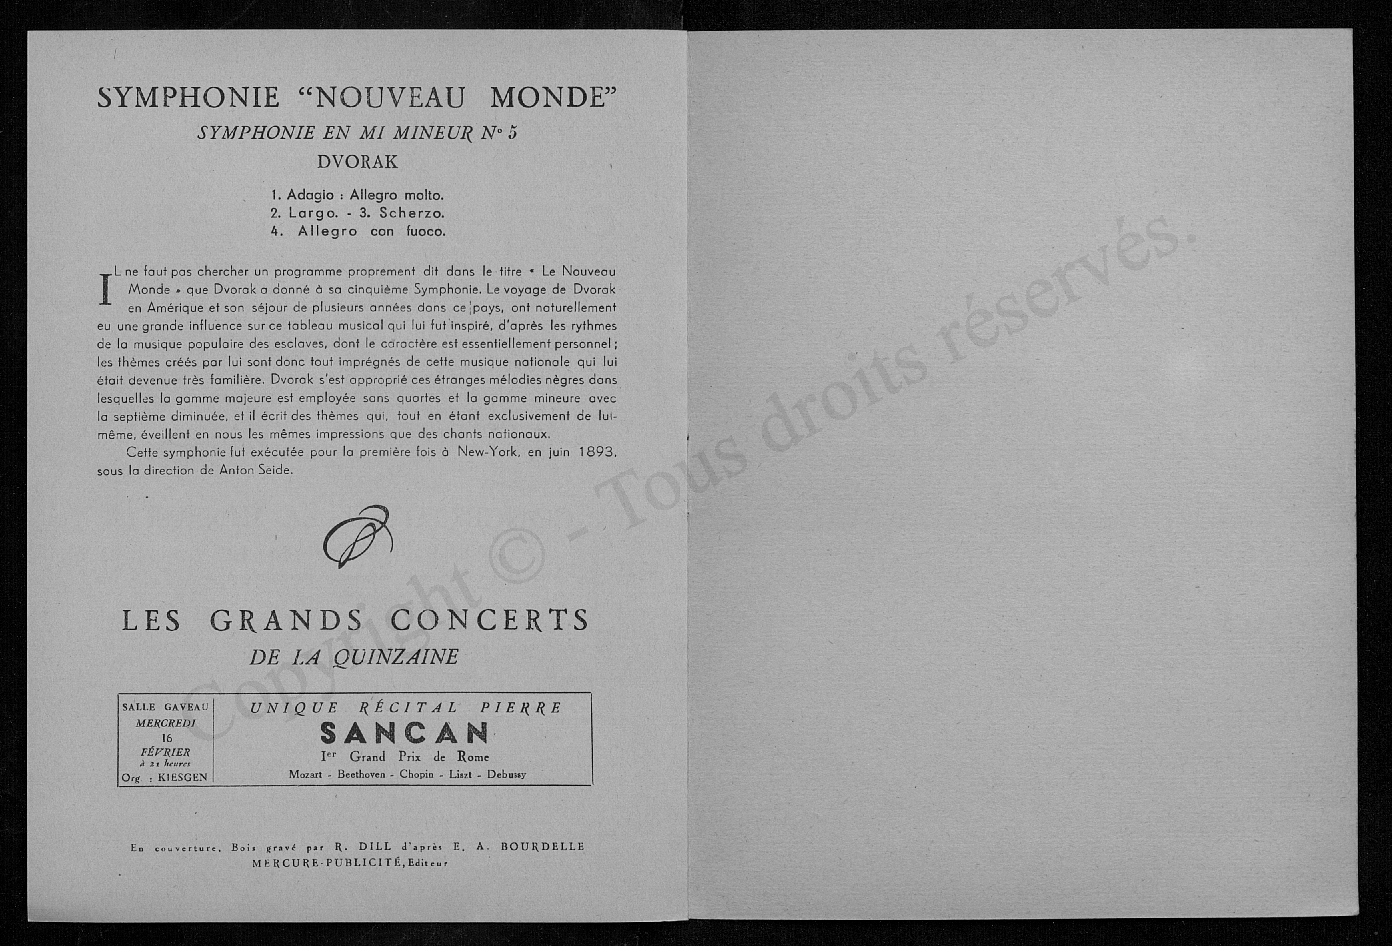 SYMPHONIE “NOUVEAU MONDE”
SYMPHONIE EN MI MINEUR Nº 5
DVORAK
1. Adagio : Allegro molto.
2. Largo. - 3. Scherzo.
4. Allegro con fuoco.
IL ne faut pas chercher un programme proprement dit dans le titre « Le Nouveau
Monde » que Dvorak a donné à sa cinquième Symphonie. Le voyage de Dvorak
en Amérique et son séjour de plusieurs années dans ce pays, ont naturellement
eu une grande influence sur ce tableau musical qui lui fut inspiré, d'après les rythmes
de la musique populaire des esclaves, dont le caractère est essentiellement personnel ;
les thèmes créés par lui sont donc tout imprégnés de cette musique nationale qui lui
était devenue très familière. Dvorak s'est approprié ces étranges mélodies nègres dans
lesquelles la gamme majeure est employée sans quartes et la gamme mineure avec
la septième diminuée, et il écrit des thèmes qui, tout en étant exclusivement de lui-
même, éveillent en nous les mêmes impressions que des chants nationaux.
Cette symphonie fut exécutée pour la première fois à New-York, en juin 1893,
sous la direction de Anton Seide.
LES GRANDS CONCERTS
DE LA QUINZAINE
SALLE GAVEAU
MERCREDI
16
FÉVRIER
à 21 heures
Org. : KIESGEN
UNIQUE RÉCITAL PIERRE
SANCAN
Ier Grand Prix de Rome
Mozart - Beethoven - Chopin - Liszt - Debussy
En couverture, Bois gravé par R. DILL d'après E. A. BOURDELLE
MERCURE-PUBLICITÉ, Editeur
Copyright © - Tous droits réservés.